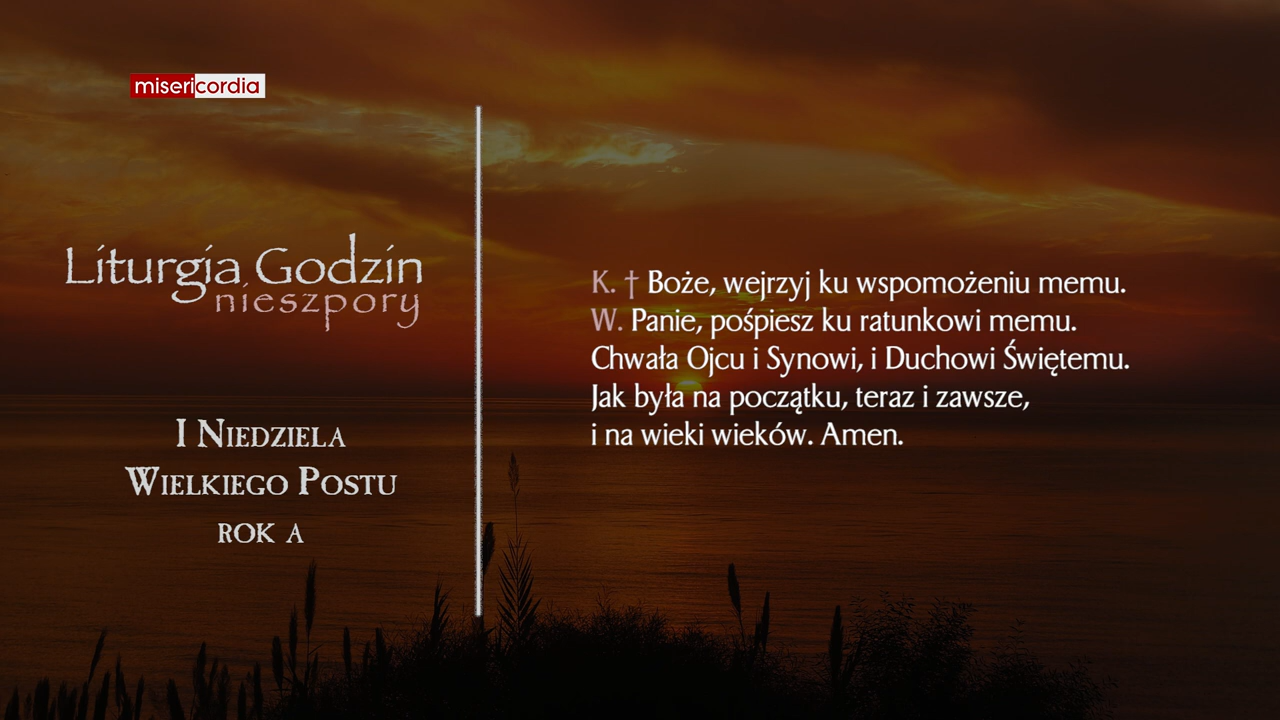 misericordia
Liturgia Godzin
nieszpory
I Niedziela
Wielkiego Postu
rok A
K. † Boże, wejrzyj ku wspomożeniu memu.
W. Panie, pośpiesz ku ratunkowi memu.
Chwała Ojcu i Synowi, i Duchowi Świętemu.
Jak była na początku, teraz i zawsze,
i na wieki wieków. Amen.